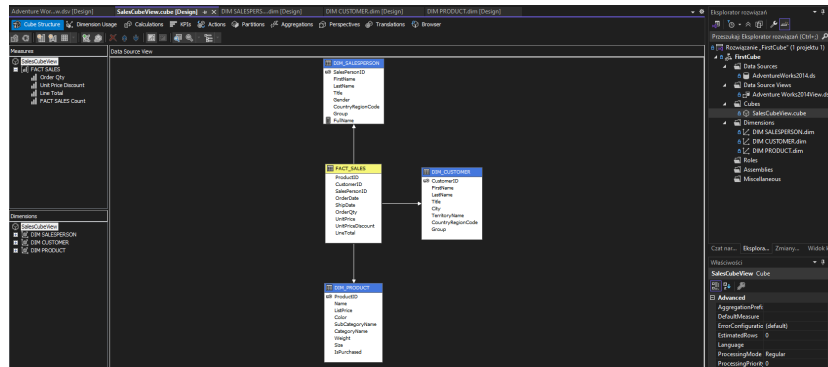 Adventure Wor...w.dsv [Design] SalesCubeView.cube [Design] DIM SALESPERS....dim [Design] DIM CUSTOMER.dim [Design] DIM PRODUCT.dim [Design]
Cube Structure Dimension Usage Calculations KPIs Actions Partitions Aggregations Perspectives Translations Browser
Measures
SalesCubeView
FACT SALES
Order Qty
Unit Price Discount
Line Total
FACT SALES Count
Dimensions
SalesCubeView
DIM SALESPERSON
DIM CUSTOMER
DIM PRODUCT
Data Source View
DIM_SALESPERSON
SalesPersonID
FirstName
LastName
Title
Gender
CountryRegionCode
Group
FullName
FACT_SALES
ProductID
CustomerID
SalesPersonID
OrderDate
ShipDate
OrderQty
UnitPrice
UnitPriceDiscount
LineTotal
DIM_CUSTOMER
CustomerID
FirstName
LastName
Title
City
TerritoryName
CountryRegionCode
Group
DIM_PRODUCT
ProductID
Name
ListPrice
Color
SubCategoryName
CategoryName
Weight
Size
IsPurchased
Eksplorator rozwiązań
Przeszukaj Eksplorator rozwiązań (Ctrl+;)
Rozwiązanie „FirstCube" (1 projektu 1)
FirstCube
Data Sources
AdventureWorks2014.ds
Data Source Views
Adventure Works2014View.ds
Cubes
SalesCubeView.cube
Dimensions
DIM SALESPERSON.dim
DIM CUSTOMER.dim
DIM PRODUCT.dim
Roles
Assemblies
Miscellaneous
Czat nar... Eksplora... Zmiany... Widok k
Właściwości
SalesCubeView Cube
Advanced
AggregationPrefi
DefaultMeasure
ErrorConfiguratio (default)
EstimatedRows 0
Language
ProcessingMode Regular
ProcessingPriorit 0